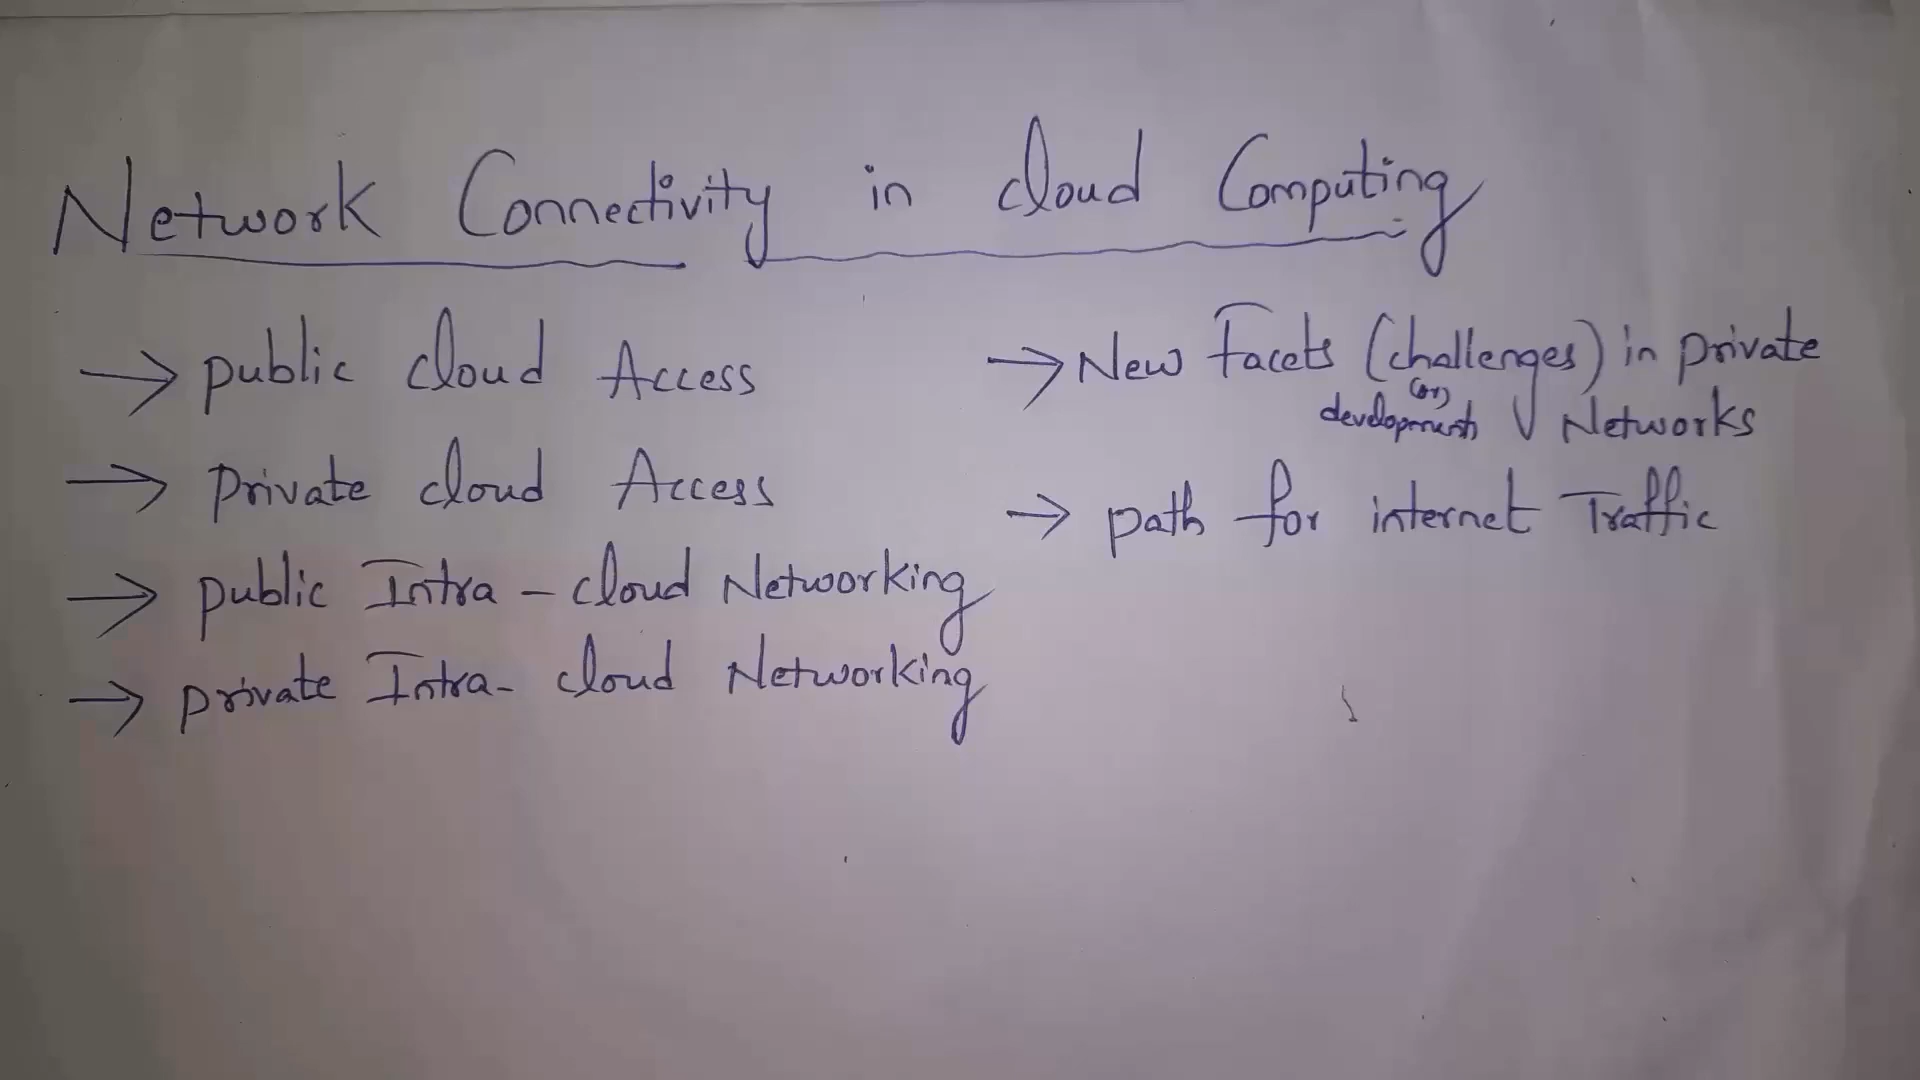 Network Connectivity in cloud Computing
→ public cloud Access
→ private cloud Access
→ public Intra - cloud Networking
→ private Intra - cloud Networking
→ New Facets (challenges) in private
(or)
developments V Networks
→ path for internet Traffic